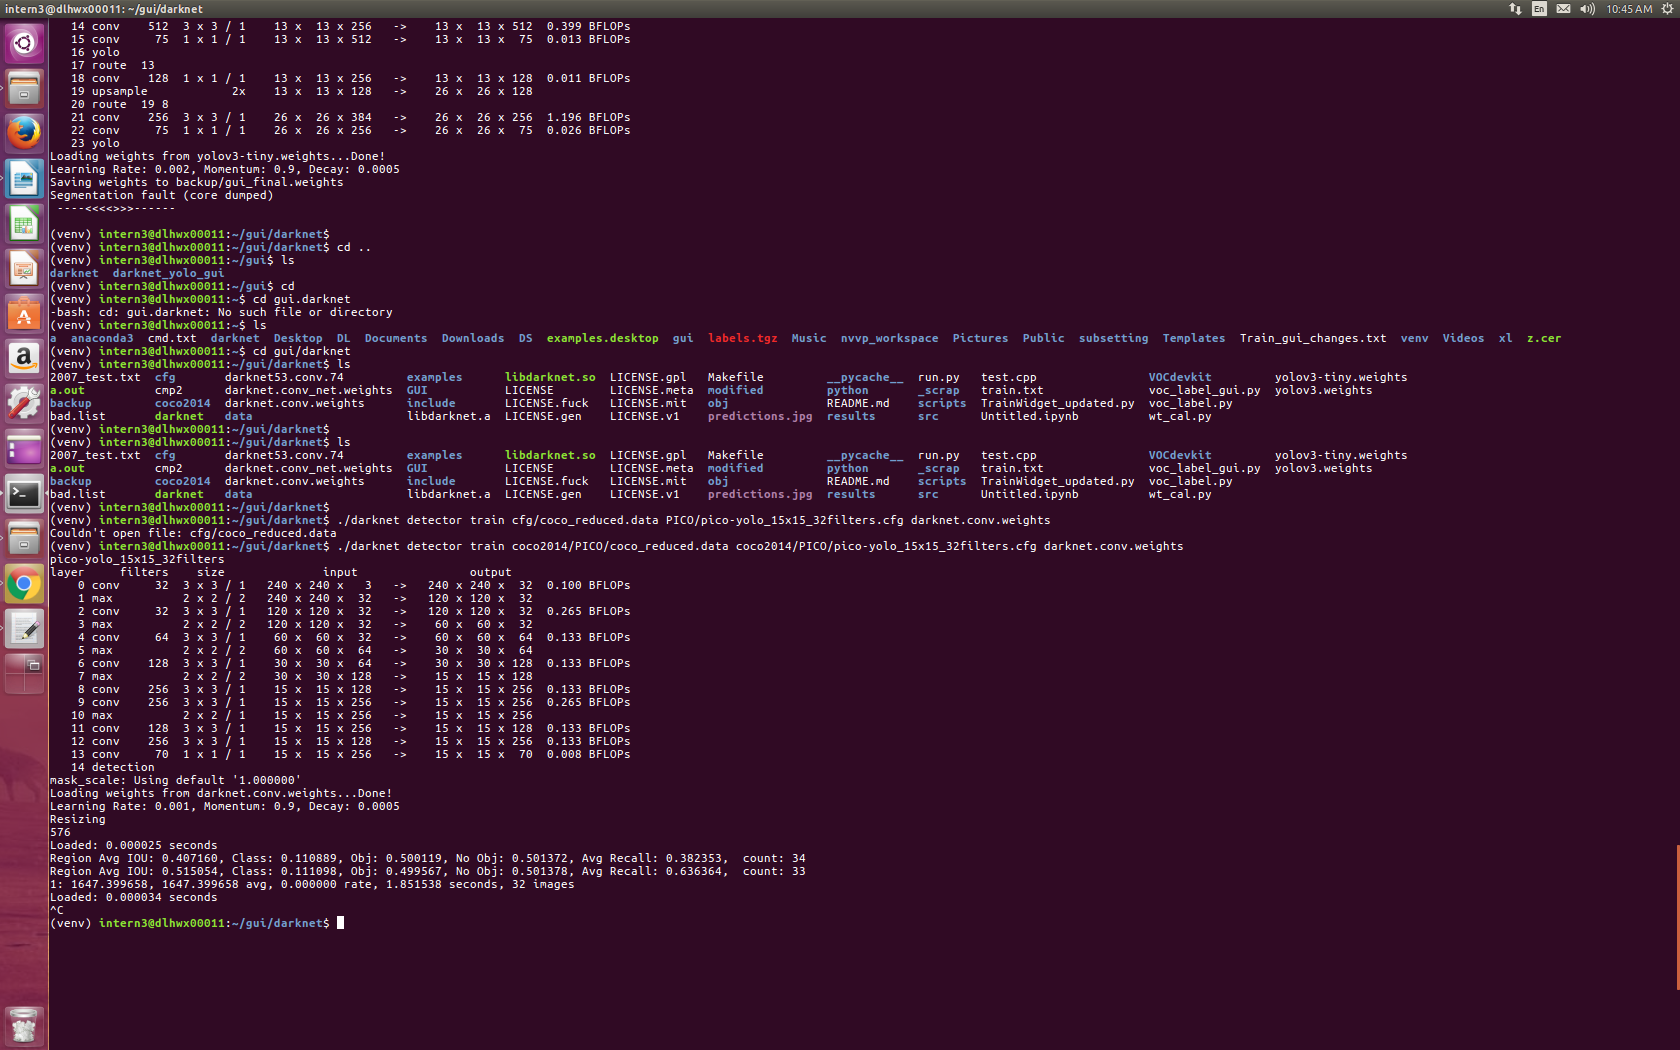 intern3@dlhwx00011: ~/gui/darknet
En
10:45 AM
14 conv 512 3 x 3 / 1 13 x 13 x 256 -> 13 x 13 x 512 0.399 BFLOPs
15 conv 75 1 x 1 / 1 13 x 13 x 512 -> 13 x 13 x 75 0.013 BFLOPs
16 yolo
17 route 13
18 conv 128 1 x 1 / 1 13 x 13 x 256 -> 13 x 13 x 128 0.011 BFLOPs
19 upsample 2x 13 x 13 x 128 -> 26 x 26 x 128
20 route 19 8
21 conv 256 3 x 3 / 1 26 x 26 x 384 -> 26 x 26 x 256 1.196 BFLOPs
22 conv 75 1 x 1 / 1 26 x 26 x 256 -> 26 x 26 x 75 0.026 BFLOPs
23 yolo
Loading weights from yolov3-tiny.weights...Done!
Learning Rate: 0.002, Momentum: 0.9, Decay: 0.0005
Saving weights to backup/gui_final.weights
Segmentation fault (core dumped)
----<<<<>>>------
(venv) intern3@dlhwx00011:~/gui/darknet$
(venv) intern3@dlhwx00011:~/gui/darknet$ cd ..
(venv) intern3@dlhwx00011:~/gui$ ls
darknet darknet_yolo_gui
(venv) intern3@dlhwx00011:~/gui$ cd
(venv) intern3@dlhwx00011:~$ cd gui.darknet
-bash: cd: gui.darknet: No such file or directory
(venv) intern3@dlhwx00011:~$ ls
a anaconda3 cmd.txt darknet Desktop DL Documents Downloads DS examples.desktop gui labels.tgz Music nvvp_workspace Pictures Public subsetting Templates Train_gui_changes.txt venv Videos xl z.cer
(venv) intern3@dlhwx00011:~$ cd gui/darknet
(venv) intern3@dlhwx00011:~/gui/darknet$ ls
2007_test.txt cfg darknet53.conv.74 examples libdarknet.so LICENSE.gpl Makefile __pycache__ run.py test.cpp VOCdevkit yolov3-tiny.weights
a.out cmp2 darknet.conv_net.weights GUI LICENSE LICENSE.meta modified python _scrap train.txt voc_label_gui.py yolov3.weights
backup coco2014 darknet.conv.weights include LICENSE.fuck LICENSE.mit obj README.md scripts TrainWidget_updated.py voc_label.py
bad.list darknet data libdarknet.a LICENSE.gen LICENSE.v1 predictions.jpg results src Untitled.ipynb wt_cal.py
(venv) intern3@dlhwx00011:~/gui/darknet$
(venv) intern3@dlhwx00011:~/gui/darknet$ ls
2007_test.txt cfg darknet53.conv.74 examples libdarknet.so LICENSE.gpl Makefile __pycache__ run.py test.cpp VOCdevkit yolov3-tiny.weights
a.out cmp2 darknet.conv_net.weights GUI LICENSE LICENSE.meta modified python _scrap train.txt voc_label_gui.py yolov3.weights
backup coco2014 darknet.conv.weights include LICENSE.fuck LICENSE.mit obj README.md scripts TrainWidget_updated.py voc_label.py
bad.list darknet data libdarknet.a LICENSE.gen LICENSE.v1 predictions.jpg results src Untitled.ipynb wt_cal.py
(venv) intern3@dlhwx00011:~/gui/darknet$
(venv) intern3@dlhwx00011:~/gui/darknet$ ./darknet detector train cfg/coco_reduced.data PICO/pico-yolo_15x15_32filters.cfg darknet.conv.weights
Couldn't open file: cfg/coco_reduced.data
(venv) intern3@dlhwx00011:~/gui/darknet$ ./darknet detector train coco2014/PICO/coco_reduced.data coco2014/PICO/pico-yolo_15x15_32filters.cfg darknet.conv.weights
pico-yolo_15x15_32filters
layer filters size input output
0 conv 32 3 x 3 / 1 240 x 240 x 3 -> 240 x 240 x 32 0.100 BFLOPs
1 max 2 x 2 / 2 240 x 240 x 32 -> 120 x 120 x 32
2 conv 32 3 x 3 / 1 120 x 120 x 32 -> 120 x 120 x 32 0.265 BFLOPs
3 max 2 x 2 / 2 120 x 120 x 32 -> 60 x 60 x 32
4 conv 64 3 x 3 / 1 60 x 60 x 32 -> 60 x 60 x 64 0.133 BFLOPs
5 max 2 x 2 / 2 60 x 60 x 64 -> 30 x 30 x 64
6 conv 128 3 x 3 / 1 30 x 30 x 64 -> 30 x 30 x 128 0.133 BFLOPs
7 max 2 x 2 / 2 30 x 30 x 128 -> 15 x 15 x 128
8 conv 256 3 x 3 / 1 15 x 15 x 128 -> 15 x 15 x 256 0.133 BFLOPs
9 conv 256 3 x 3 / 1 15 x 15 x 256 -> 15 x 15 x 256 0.265 BFLOPs
10 max 2 x 2 / 1 15 x 15 x 256 -> 15 x 15 x 256
11 conv 128 3 x 3 / 1 15 x 15 x 256 -> 15 x 15 x 128 0.133 BFLOPs
12 conv 256 3 x 3 / 1 15 x 15 x 128 -> 15 x 15 x 256 0.133 BFLOPs
13 conv 70 1 x 1 / 1 15 x 15 x 256 -> 15 x 15 x 70 0.008 BFLOPs
14 detection
mask_scale: Using default '1.000000'
Loading weights from darknet.conv.weights...Done!
Learning Rate: 0.001, Momentum: 0.9, Decay: 0.0005
Resizing
576
Loaded: 0.000025 seconds
Region Avg IOU: 0.407160, Class: 0.110889, Obj: 0.500119, No Obj: 0.501372, Avg Recall: 0.382353, count: 34
Region Avg IOU: 0.515054, Class: 0.111098, Obj: 0.499567, No Obj: 0.501378, Avg Recall: 0.636364, count: 33
1: 1647.399658, 1647.399658 avg, 0.000000 rate, 1.851538 seconds, 32 images
Loaded: 0.000034 seconds
^C
(venv) intern3@dlhwx00011:~/gui/darknet$